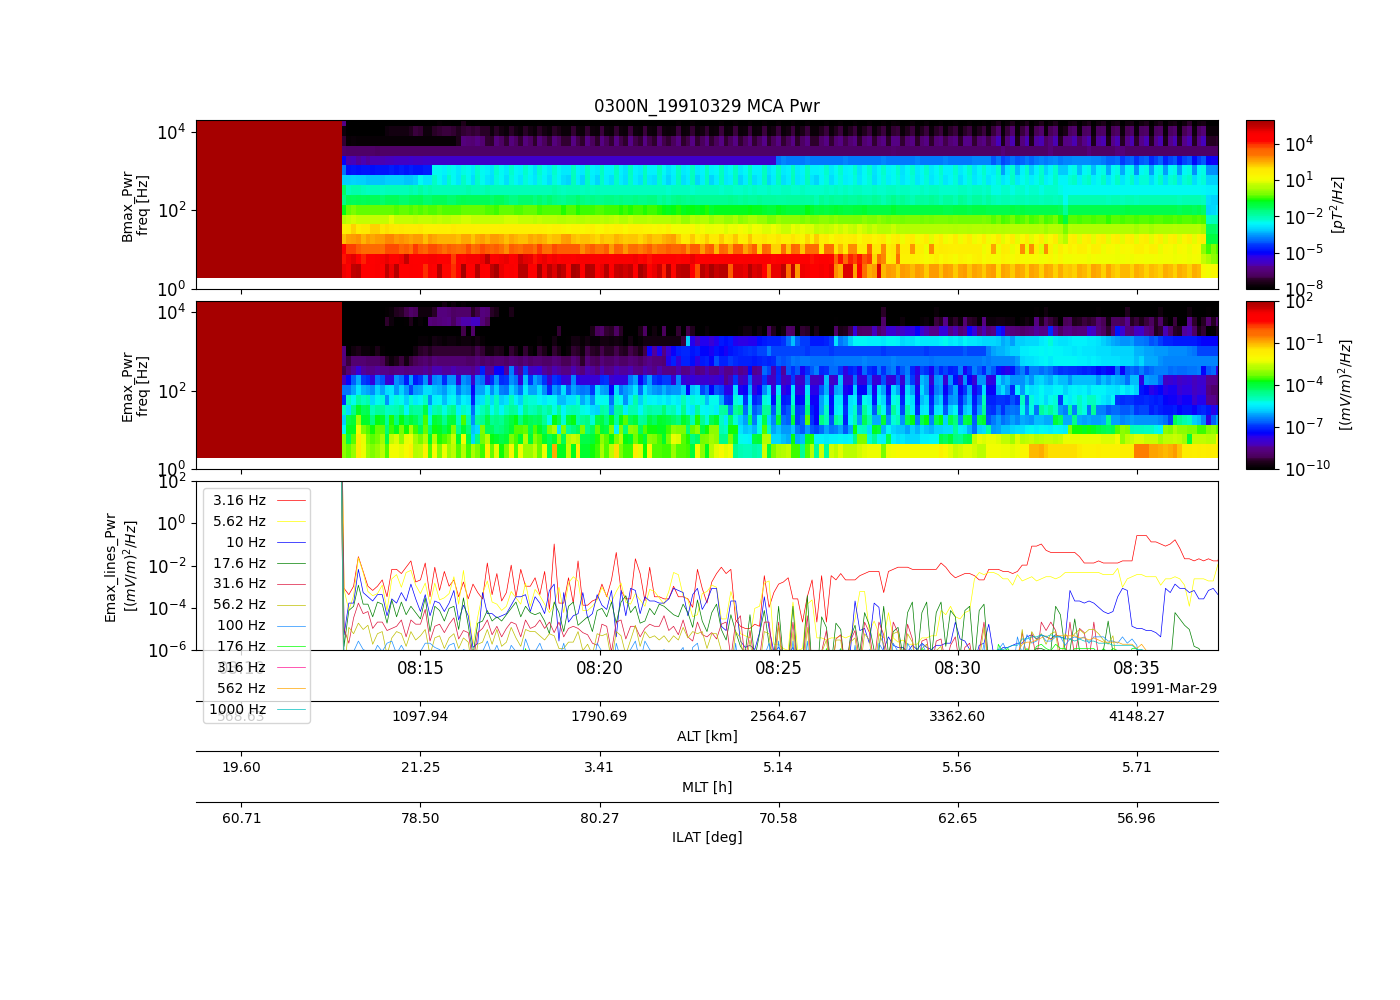 0300N_19910329 MCA Pwr
10^4
10^2
10^0
Bmax_Pwr
freq [Hz]
10^4
10^1
10^-2
10^-5
10^-8
[pT^2/Hz]
10^4
10^2
10^0
Emax_Pwr
freq [Hz]
10^2
10^-1
10^-4
10^-7
10^-10
[(mV/m)^2/Hz]
10^2
10^0
10^-2
10^-4
10^-6
Emax_lines_Pwr
[(mV/m)^2/Hz]
3.16 Hz
5.62 Hz
10 Hz
17.6 Hz
31.6 Hz
56.2 Hz
100 Hz
176 Hz
316 Hz
562 Hz
1000 Hz
08:15 08:20 08:25 08:30 08:35
1991-Mar-29
568.63 1097.94 1790.69 2564.67 3362.60 4148.27
ALT [km]
19.60 21.25 3.41 5.14 5.56 5.71
MLT [h]
60.71 78.50 80.27 70.58 62.65 56.96
ILAT [deg]